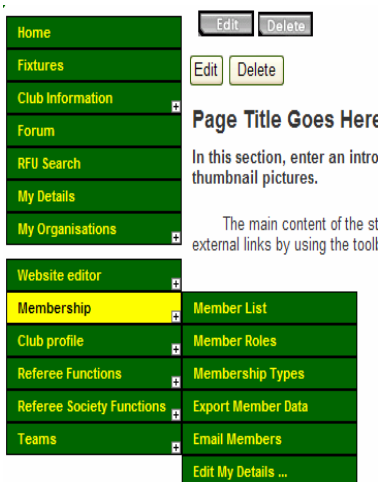 Home
Fixtures
Club Information
Forum
RFU Search
My Details
My Organisations
Website editor
Membership
Club profile
Referee Functions
Referee Society Functions
Teams
Member List
Member Roles
Membership Types
Export Member Data
Email Members
Edit My Details ...
Edit Delete
Edit Delete
Page Title Goes Here
In this section, enter an intro
thumbnail pictures.
The main content of the st
external links by using the toolb